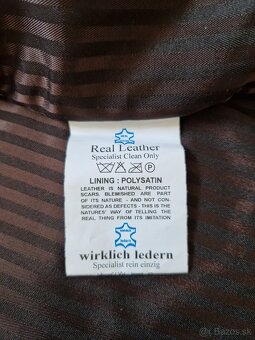 Real Leather
Specialist Clean Only
LINING : POLYSATIN
LEATHER IS NATURAL PRODUCT
SCARS, BLEMISHED ARE PART
OF ITS NATURE - AND NOT-
CONSIDERED AS DEFECTS - THIS IS THE
NATURES' WAY OF TELLING THE
REAL THING FROM ITS IMITATION
wirklich ledern
Specialist rein einzig
sk Bazos.sk